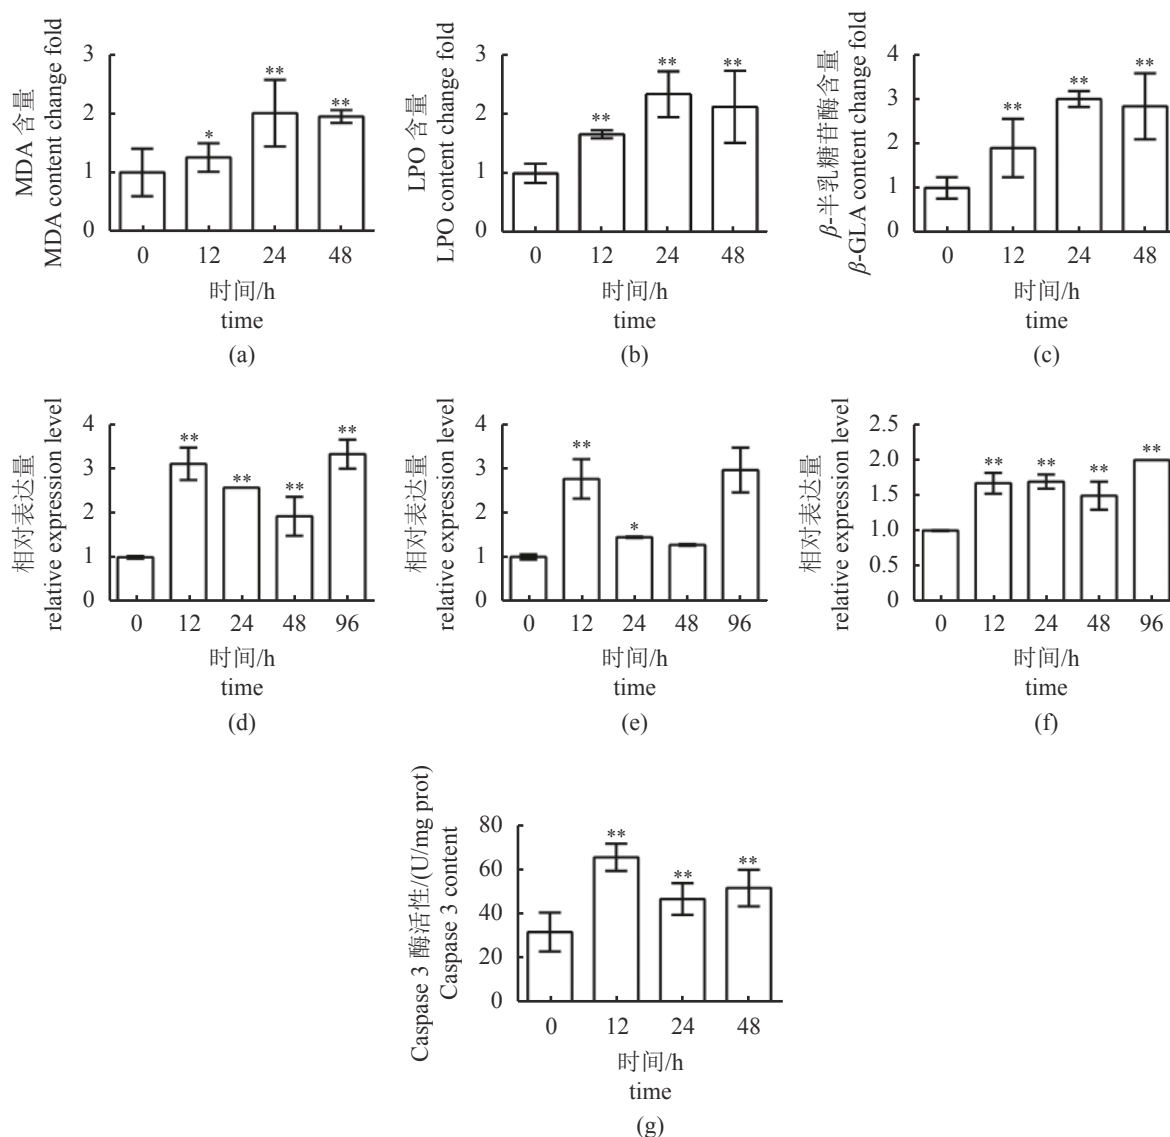 MDA 含量
MDA content change fold
3
2
1
0
*
**
**
0 12 24 48
时间/h
time
(a)
LPO 含量
LPO content change fold
3
2
1
0
**
**
**
0 12 24 48
时间/h
time
(b)
β-半乳糖苷酶含量
β-GLA content change fold
4
3
2
1
0
**
**
**
0 12 24 48
时间/h
time
(c)
相对表达量
relative expression level
4
3
2
1
0
**
**
**
**
0 12 24 48 96
时间/h
time
(d)
相对表达量
relative expression level
4
3
2
1
0
**
*
0 12 24 48 96
时间/h
time
(e)
相对表达量
relative expression level
2.5
2.0
1.5
1.0
0.5
0
**
**
**
**
0 12 24 48 96
时间/h
time
(f)
Caspase 3 酶活性/(U/mg prot)
Caspase 3 content
80
60
40
20
0
**
**
**
0 12 24 48
时间/h
time
(g)